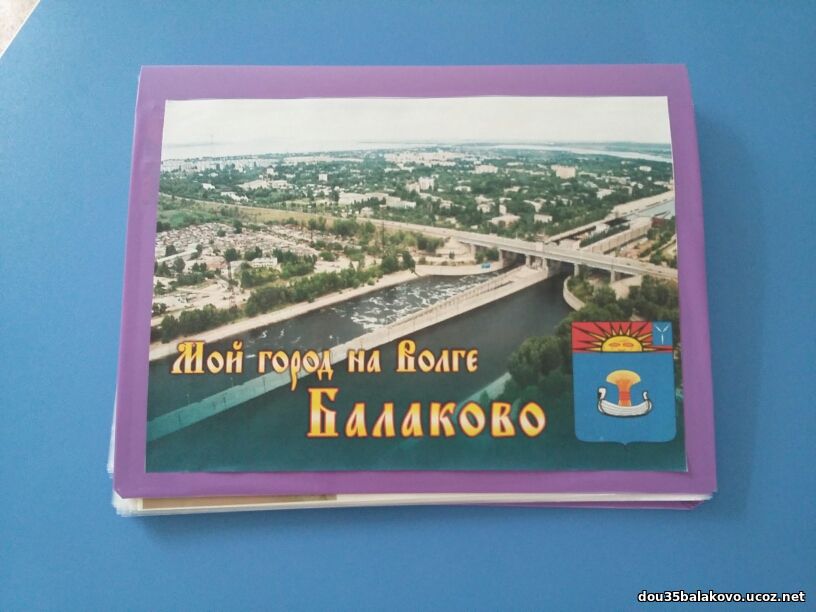 Мой город на Волге
Балаково
dou35balakovo.ucoz.net